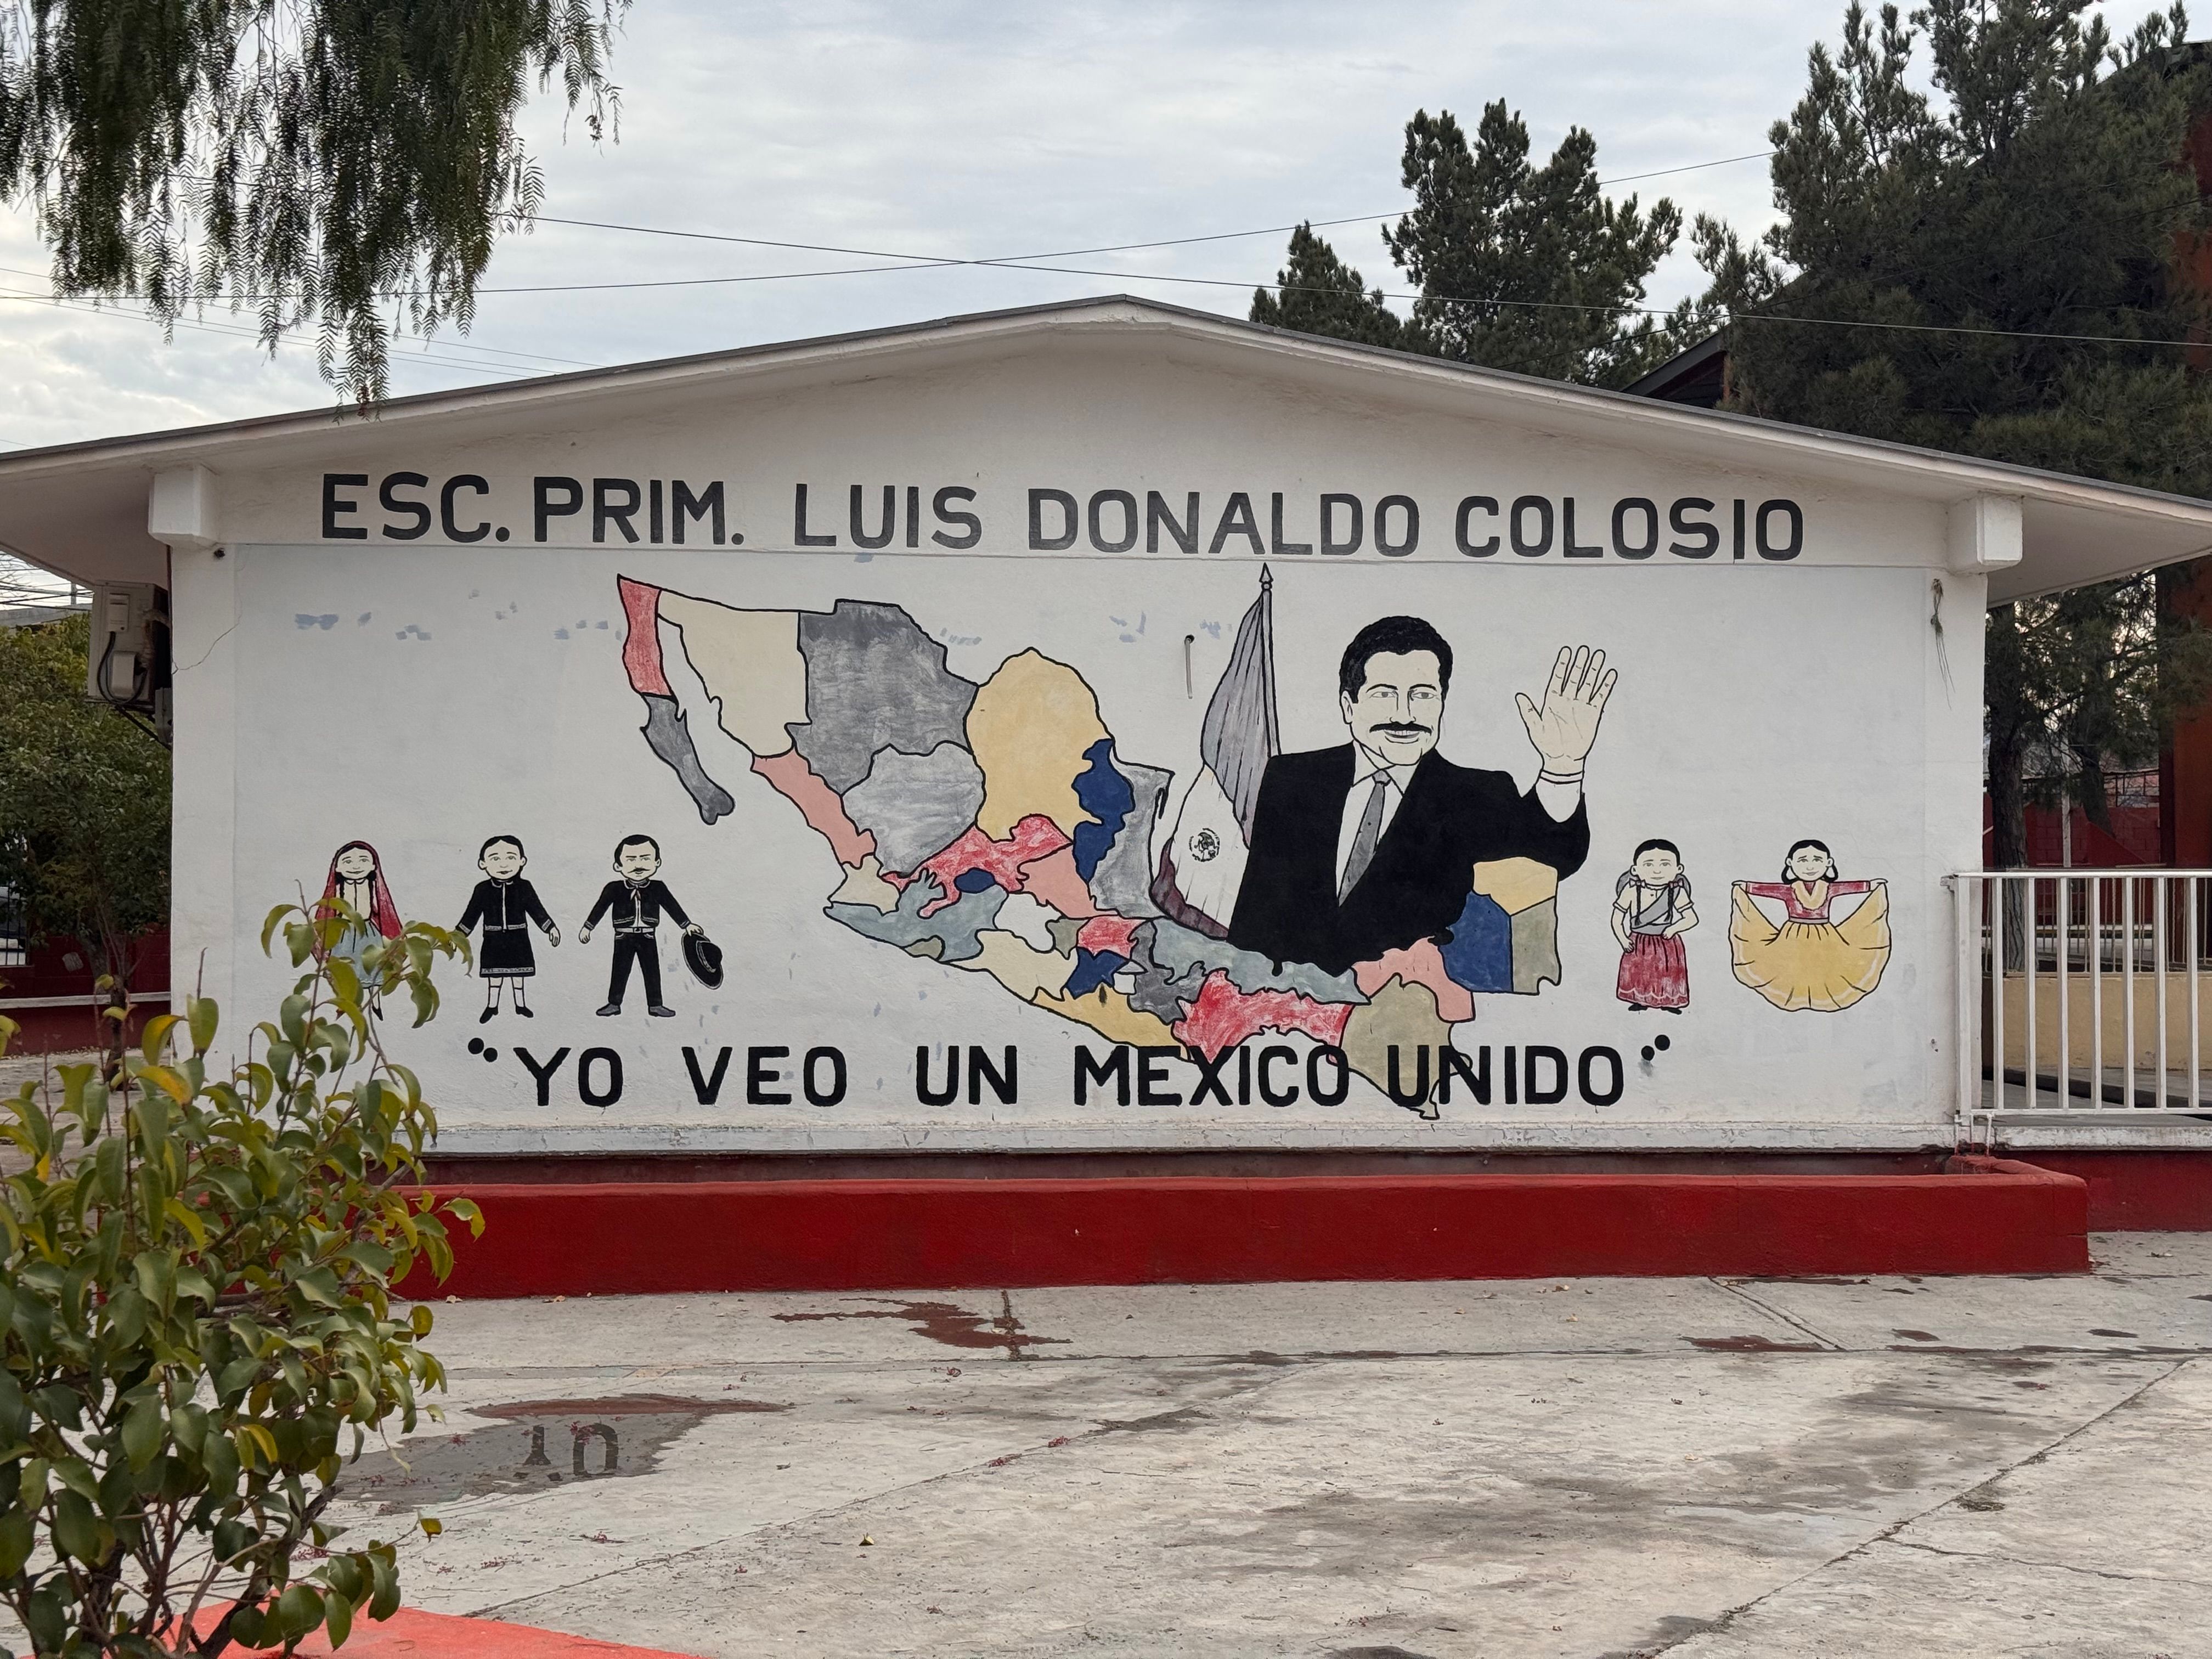 ESC. PRIM. LUIS DONALDO COLOSIO
"YO VEO UN MEXICO UNIDO"